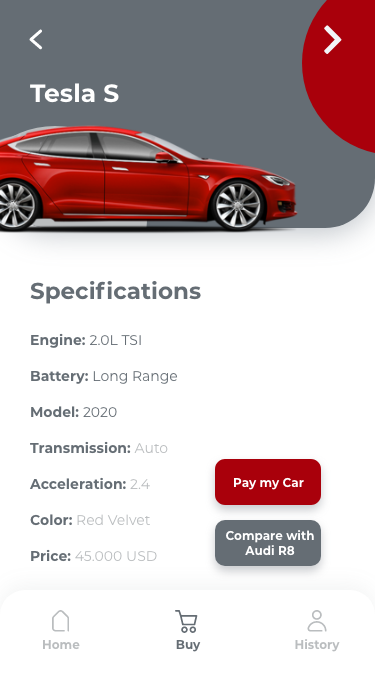 Tesla S
Specifications
Engine: 2.0L TSI
Battery: Long Range
Model: 2020
Transmission: Auto
Acceleration: 2.4
Color: Red Velvet
Price: 45.000 USD
Pay my Car
Compare with
Audi R8
Home
Buy
History